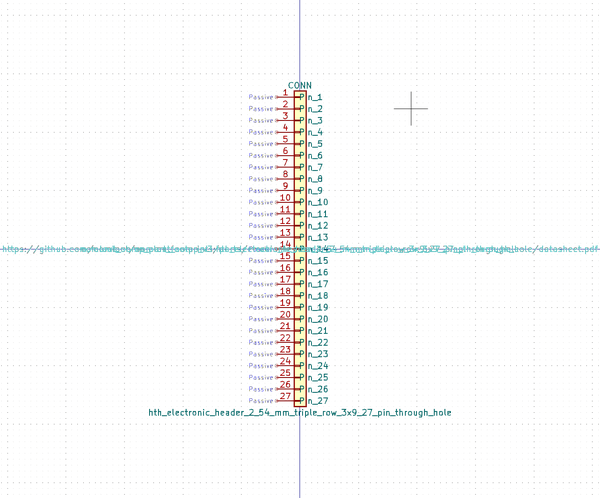 CONN
Passive 1 Pin_1
Passive 2 Pin_2
Passive 3 Pin_3
Passive 4 Pin_4
Passive 5 Pin_5
Passive 6 Pin_6
Passive 7 Pin_7
Passive 8 Pin_8
Passive 9 Pin_9
Passive 10 Pin_10
Passive 11 Pin_11
Passive 12 Pin_12
Passive 13 Pin_13
14
https://github.com/ datasheet.pdf
Passive 15 Pin_15
Passive 16 Pin_16
Passive 17 Pin_17
Passive 18 Pin_18
Passive 19 Pin_19
Passive 20 Pin_20
Passive 21 Pin_21
Passive 22 Pin_22
Passive 23 Pin_23
Passive 24 Pin_24
Passive 25 Pin_25
Passive 26 Pin_26
Passive 27 Pin_27
hth_electronic_header_2_54_mm_triple_row_3x9_27_pin_through_hole